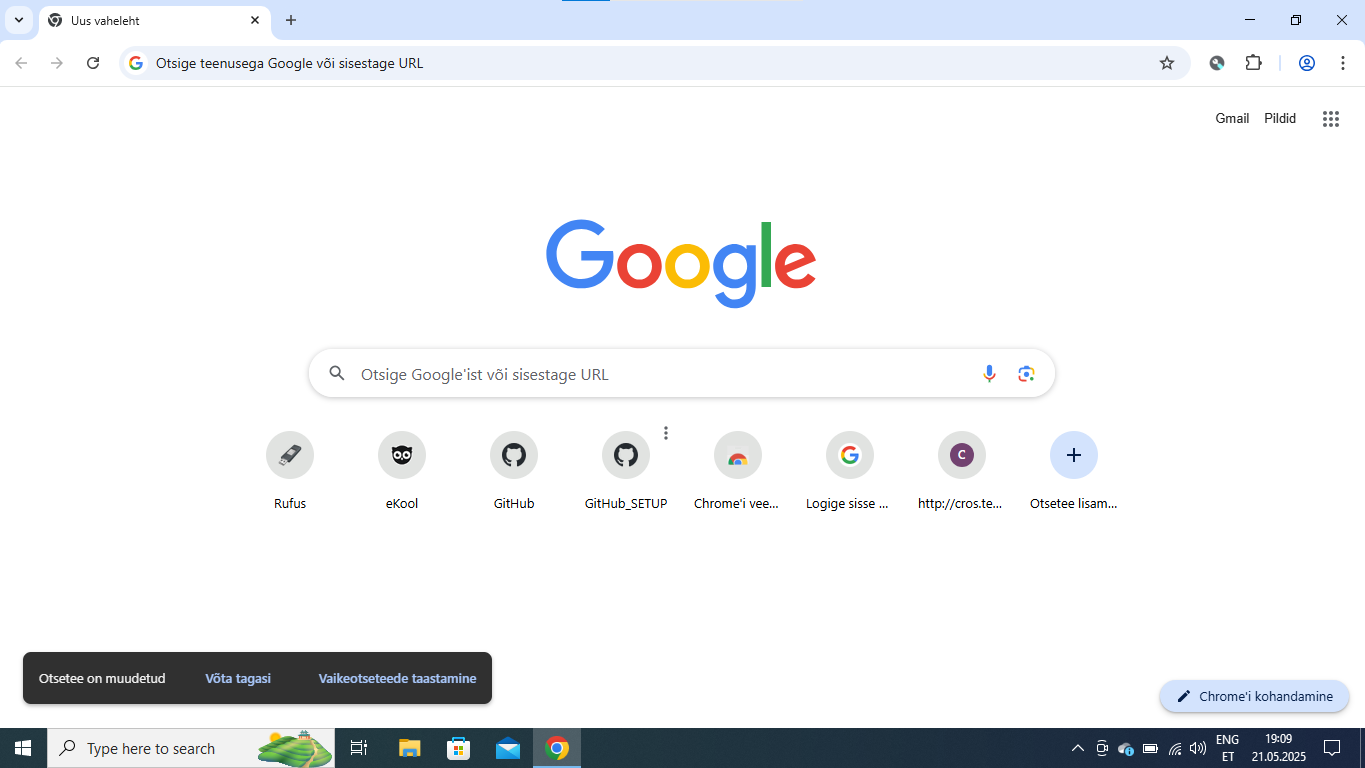 Uus vaheleht
Otsige teenusega Google või sisestage URL
Gmail Pildid
Google
Otsige Google'ist või sisestage URL
Rufus
eKool
GitHub
GitHub_SETUP
Chrome'i vee...
C
Logige sisse ...
http://cros.te...
Otsetee lisam...
Otsetee on muudetud Võta tagasi Vaikeotseteede taastamine
Chrome'i kohandamine
Type here to search
ENG
ET
19:09
21.05.2025